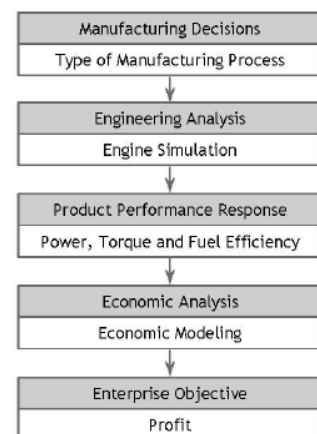 Manufacturing Decisions
Type of Manufacturing Process
Engineering Analysis
Engine Simulation
Product Performance Response
Power, Torque and Fuel Efficiency
Economic Analysis
Economic Modeling
Enterprise Objective
Profit